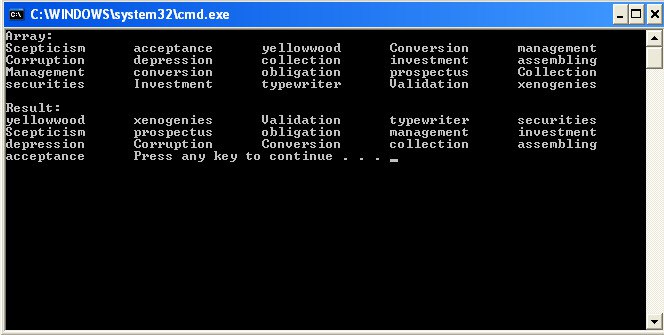 C:\WINDOWS\system32\cmd.exe
Array:
Scepticism acceptance yellowwood Conversion management
Corruption depression collection investment assembling
Management conversion obligation prospectus Collection
securities Investment typewriter Validation xenogenies
Result:
yellowwood xenogenies Validation typewriter securities
Scepticism prospectus obligation management investment
depression Corruption Conversion collection assembling
acceptance Press any key to continue . . . _